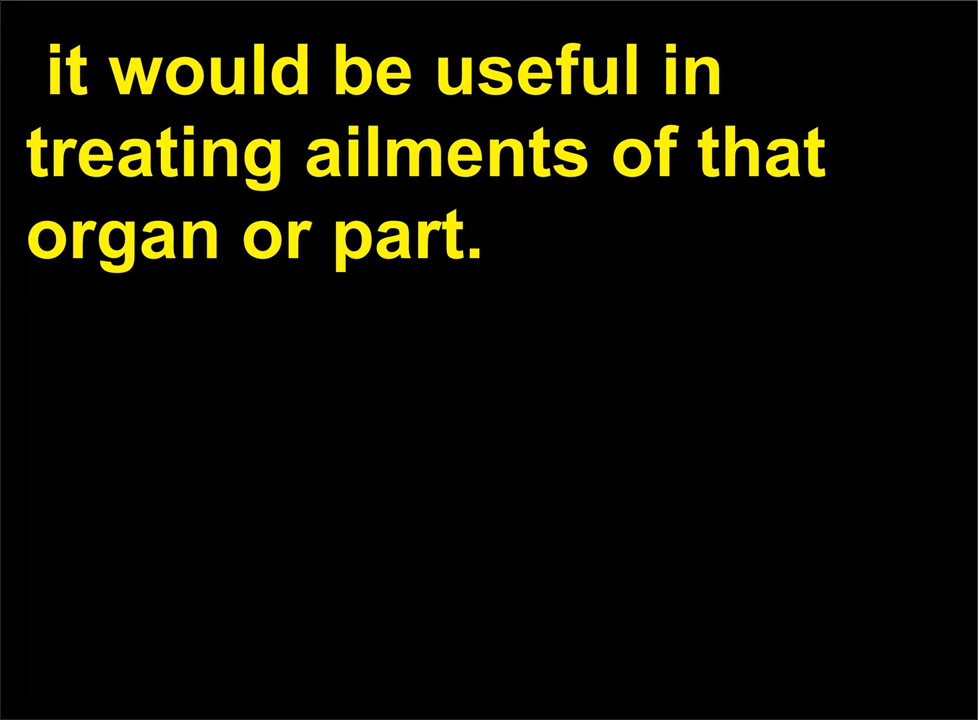 it would be useful in
treating ailments of that
organ or part.